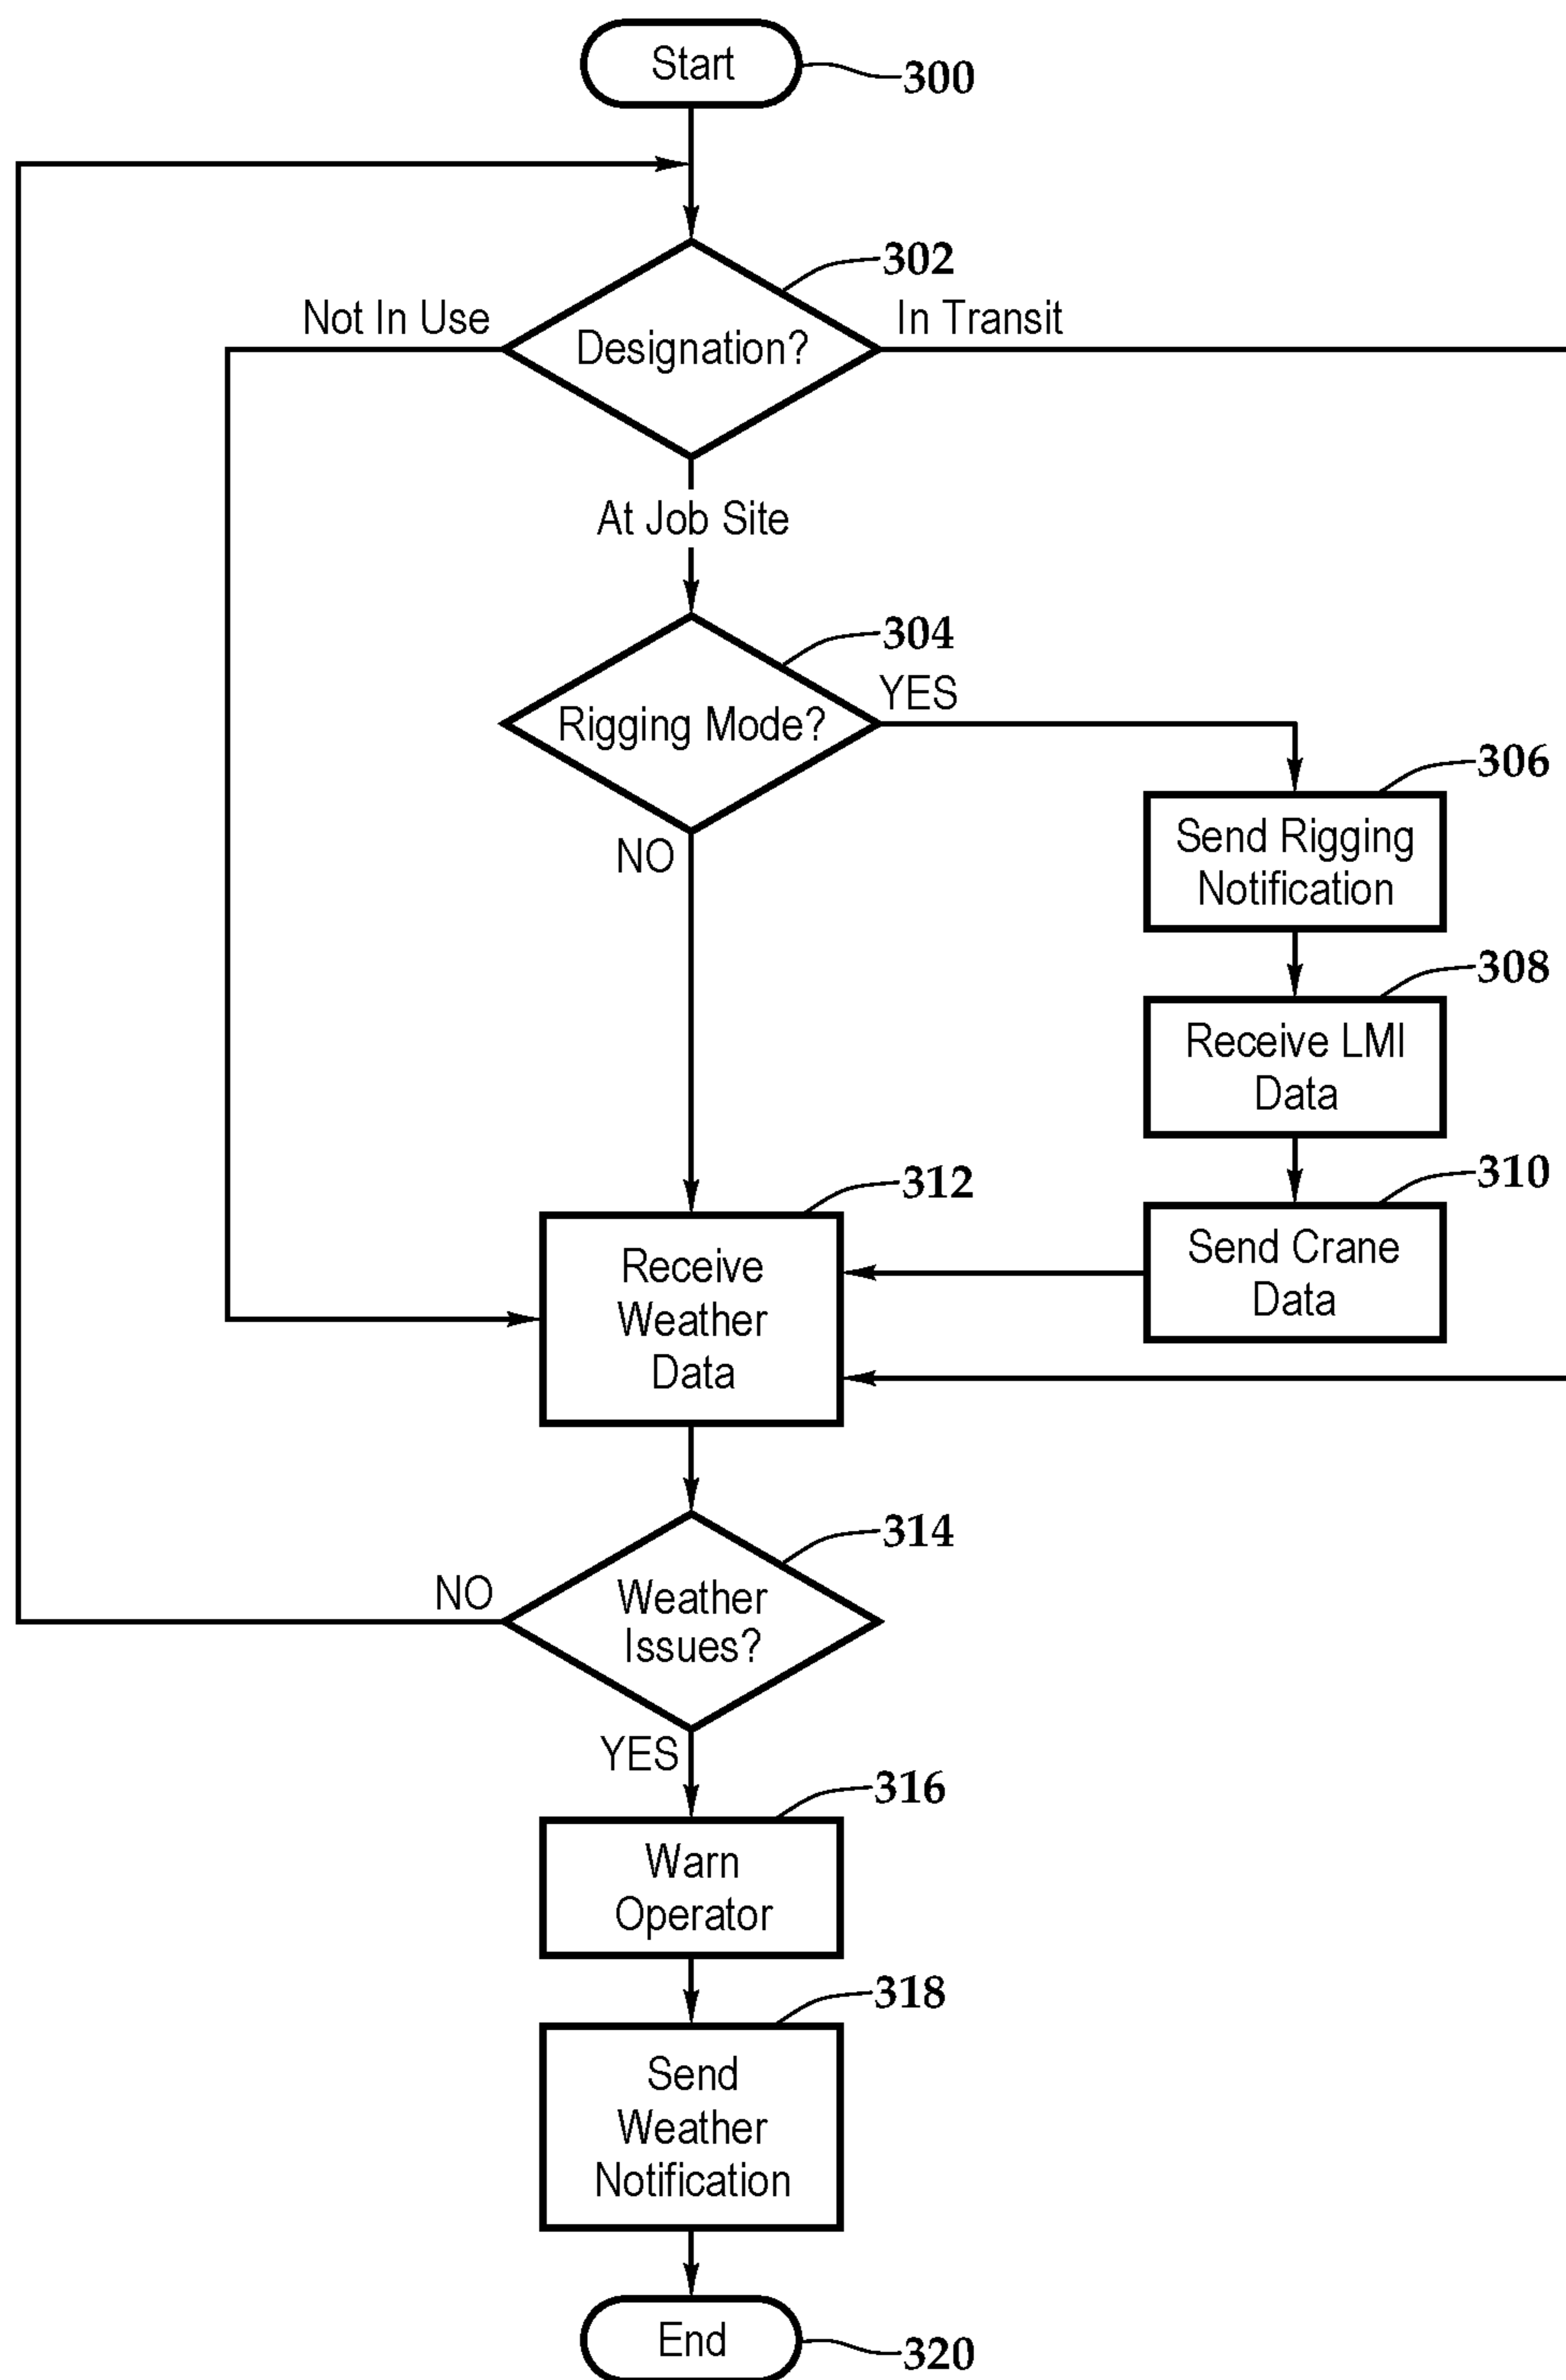 Start
300
302
Not In Use
In Transit
Designation?
At Job Site
304
YES
Rigging Mode?
306
Send Rigging
Notification
NO
308
Receive LMI
Data
310
312
Send Crane
Data
Receive
Weather
Data
314
NO
Weather
Issues?
YES
316
Warn
Operator
318
Send
Weather
Notification
End
320